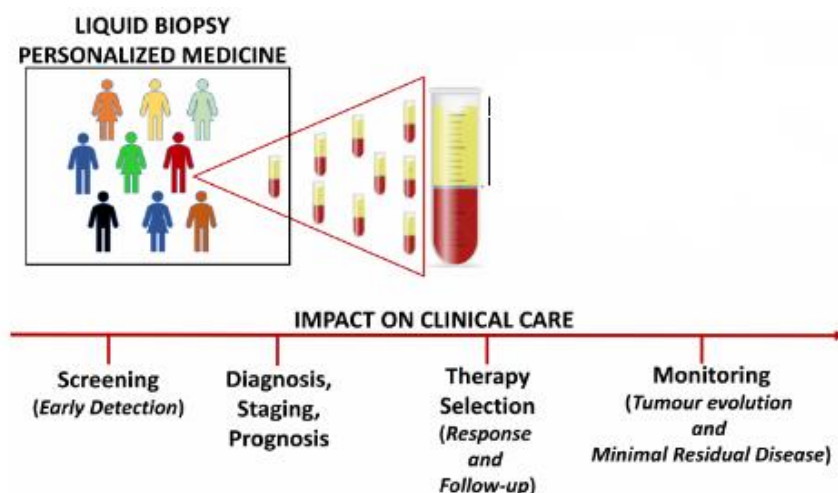 LIQUID BIOPSY
PERSONALIZED MEDICINE
IMPACT ON CLINICAL CARE
Screening
(Early Detection)
Diagnosis,
Staging,
Prognosis
Therapy
Selection
(Response
and
Follow-up)
Monitoring
(Tumour evolution
and
Minimal Residual Disease)